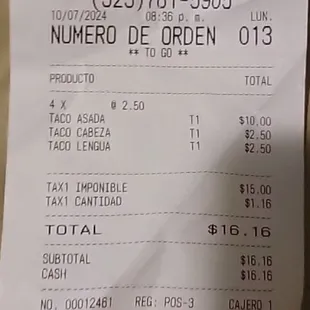 10/07/2024 08:36 p. m. LUN.
NUMERO DE ORDEN 013
** TO GO **
PRODUCTO TOTAL
4 X @ 2.50
TACO ASADA T1 $10.00
TACO CABEZA T1 $2.50
TACO LENGUA T1 $2.50
TAX1 IMPONIBLE $15.00
TAX1 CANTIDAD $1.16
TOTAL $16.16
SUBTOTAL $16.16
CASH $16.16
NO. 00012461 REG: POS-3 CAJERO 1